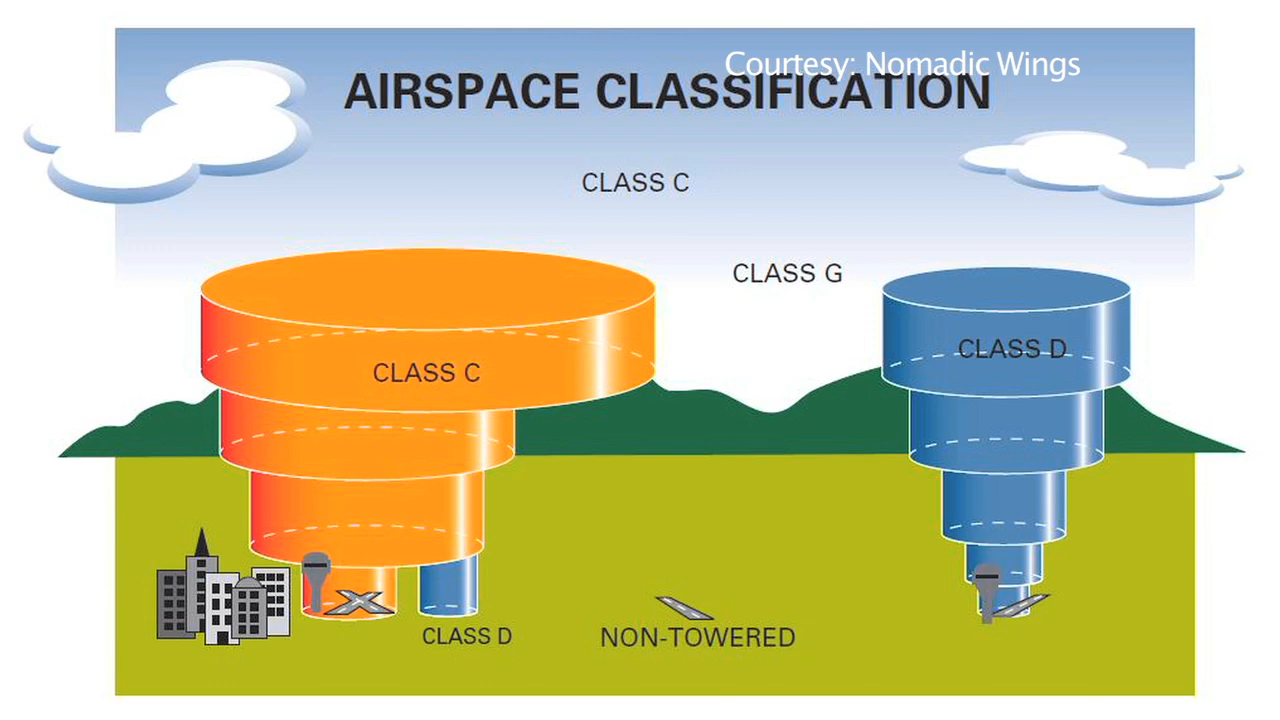 Courtesy: Nomadic Wings
AIRSPACE CLASSIFICATION
CLASS C
CLASS G
CLASS D
CLASS C
CLASS D
NON-TOWERED